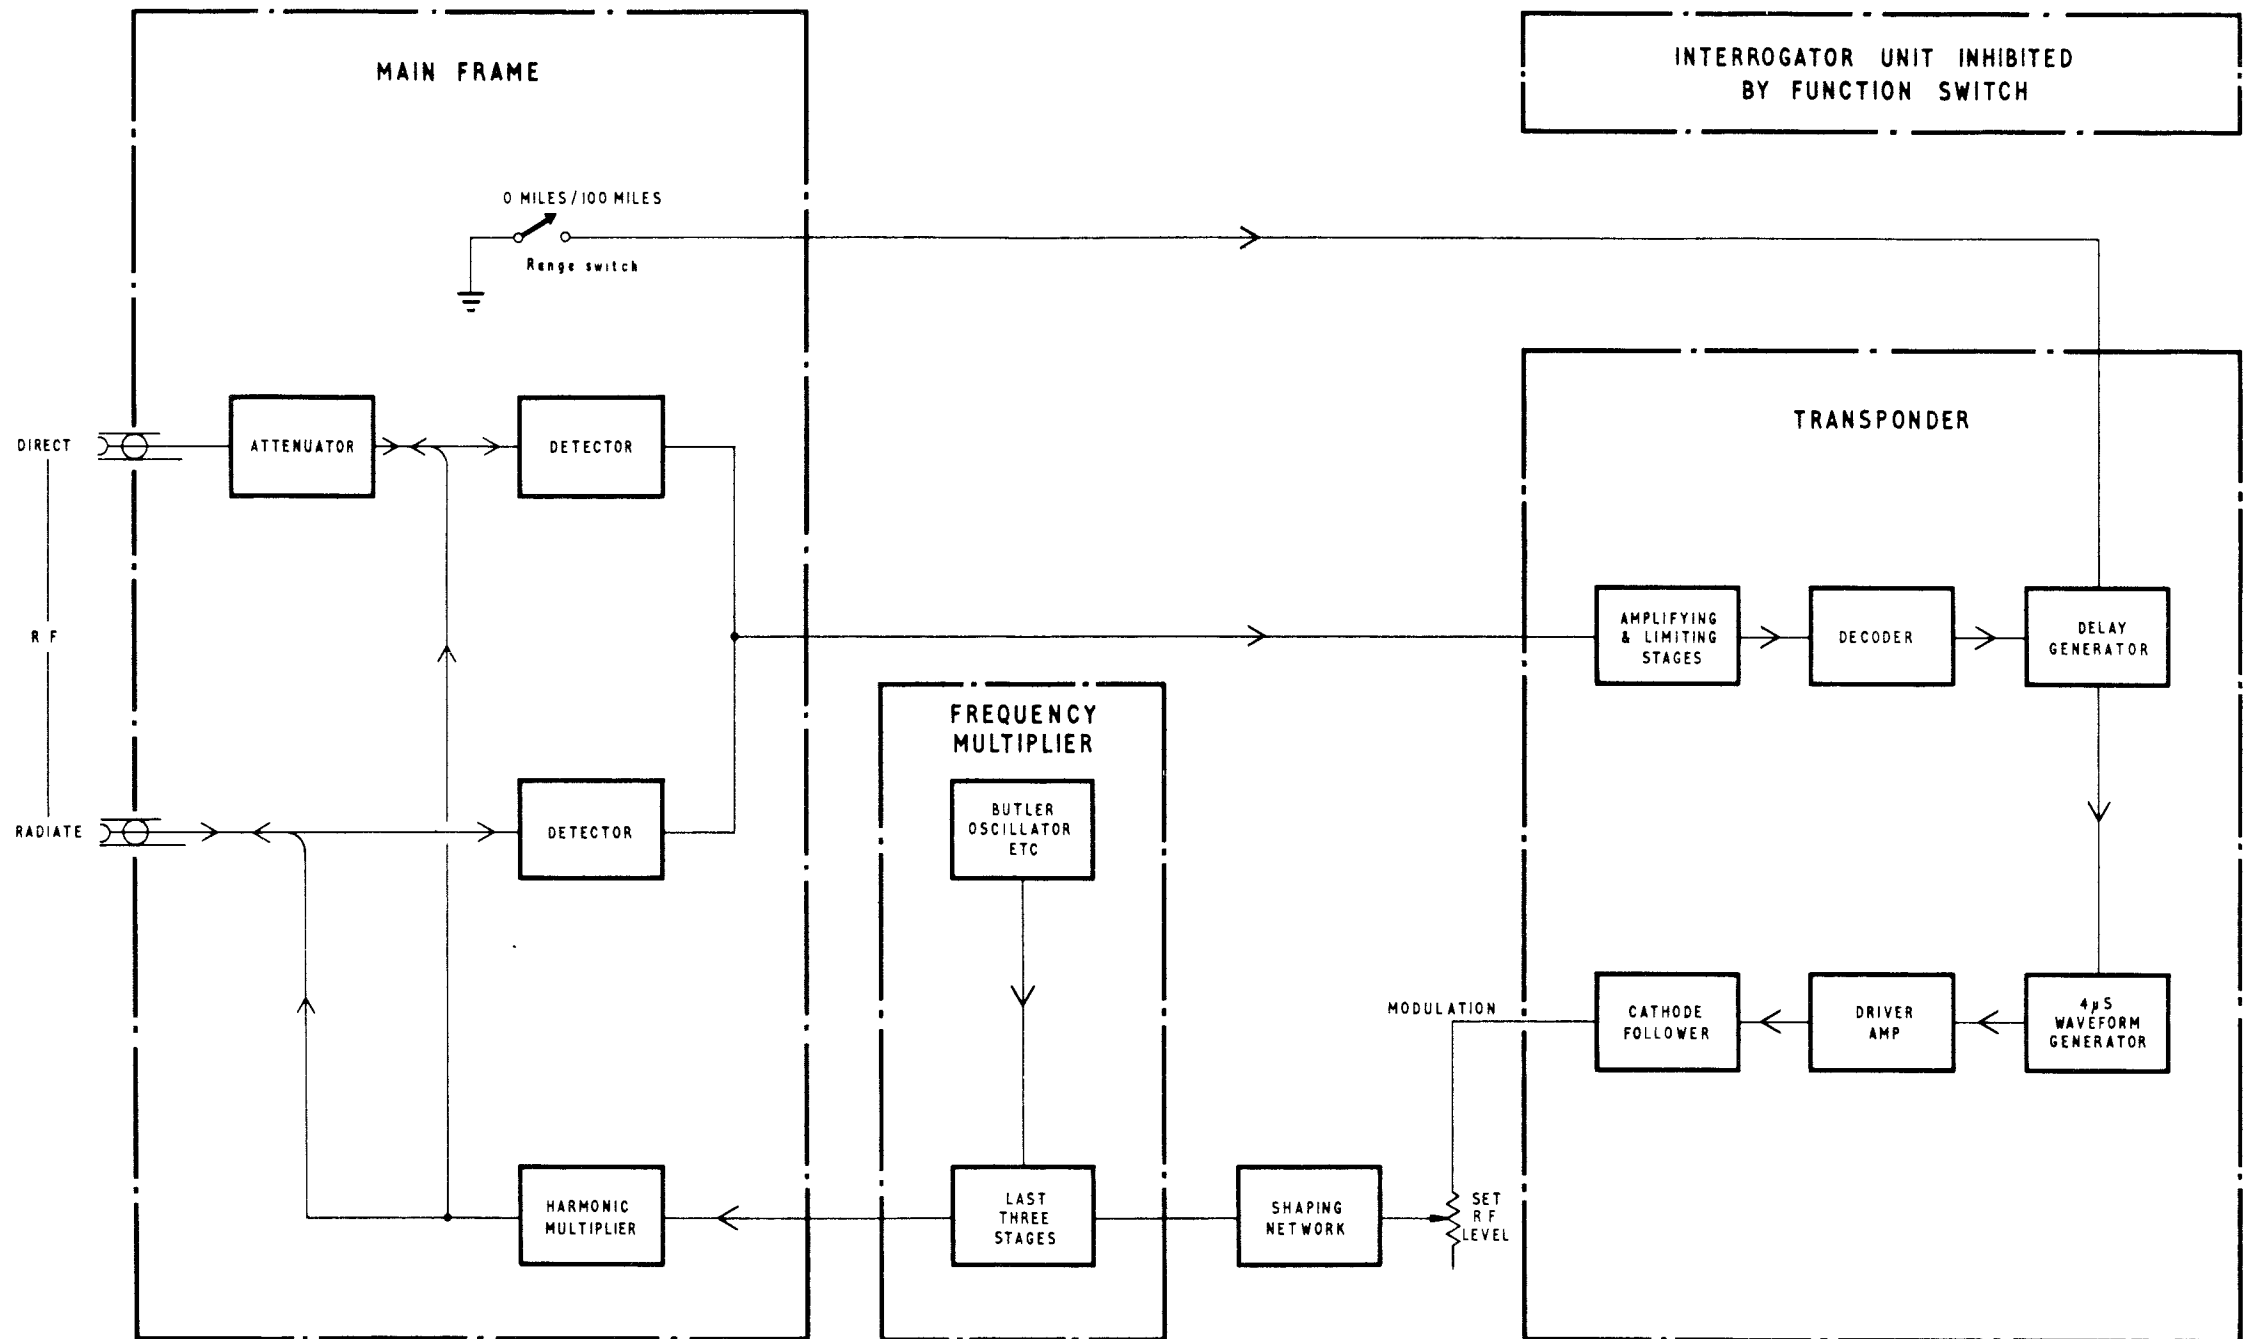 MAIN FRAME
INTERROGATOR UNIT INHIBITED
BY FUNCTION SWITCH
0 MILES/100 MILES
Range switch
TRANSPONDER
DIRECT
ATTENUATOR
DETECTOR
R F
AMPLIFYING
& LIMITING
STAGES
DECODER
DELAY
GENERATOR
FREQUENCY
MULTIPLIER
RADIATE
DETECTOR
BUTLER
OSCILLATOR
ETC
MODULATION
CATHODE
FOLLOWER
DRIVER
AMP
4µS
WAVEFORM
GENERATOR
HARMONIC
MULTIPLIER
LAST
THREE
STAGES
SHAPING
NETWORK
SET
R F
LEVEL